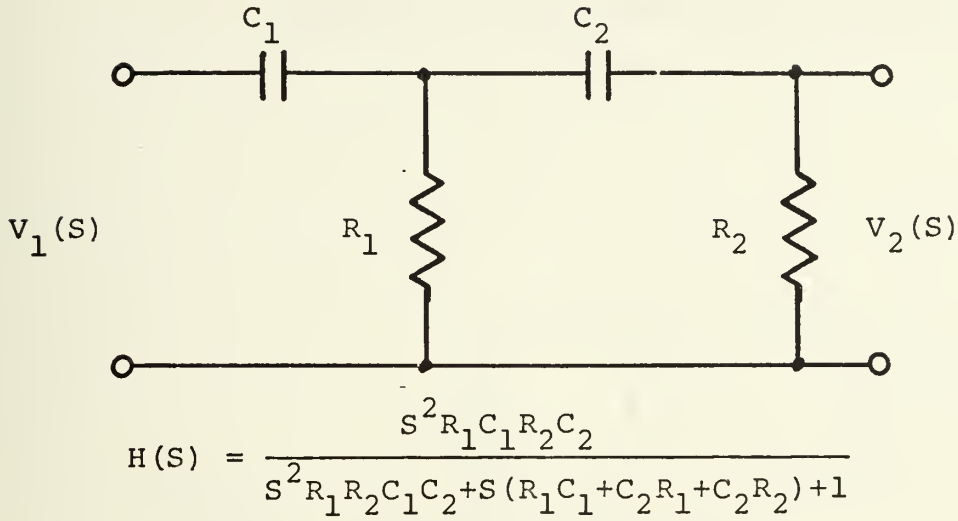 C1 C2
V1(S) R1 R2 V2(S)
H(S) = S²R1C1R2C2 / S²R1R2C1C2+S(R1C1+C2R1+C2R2)+1